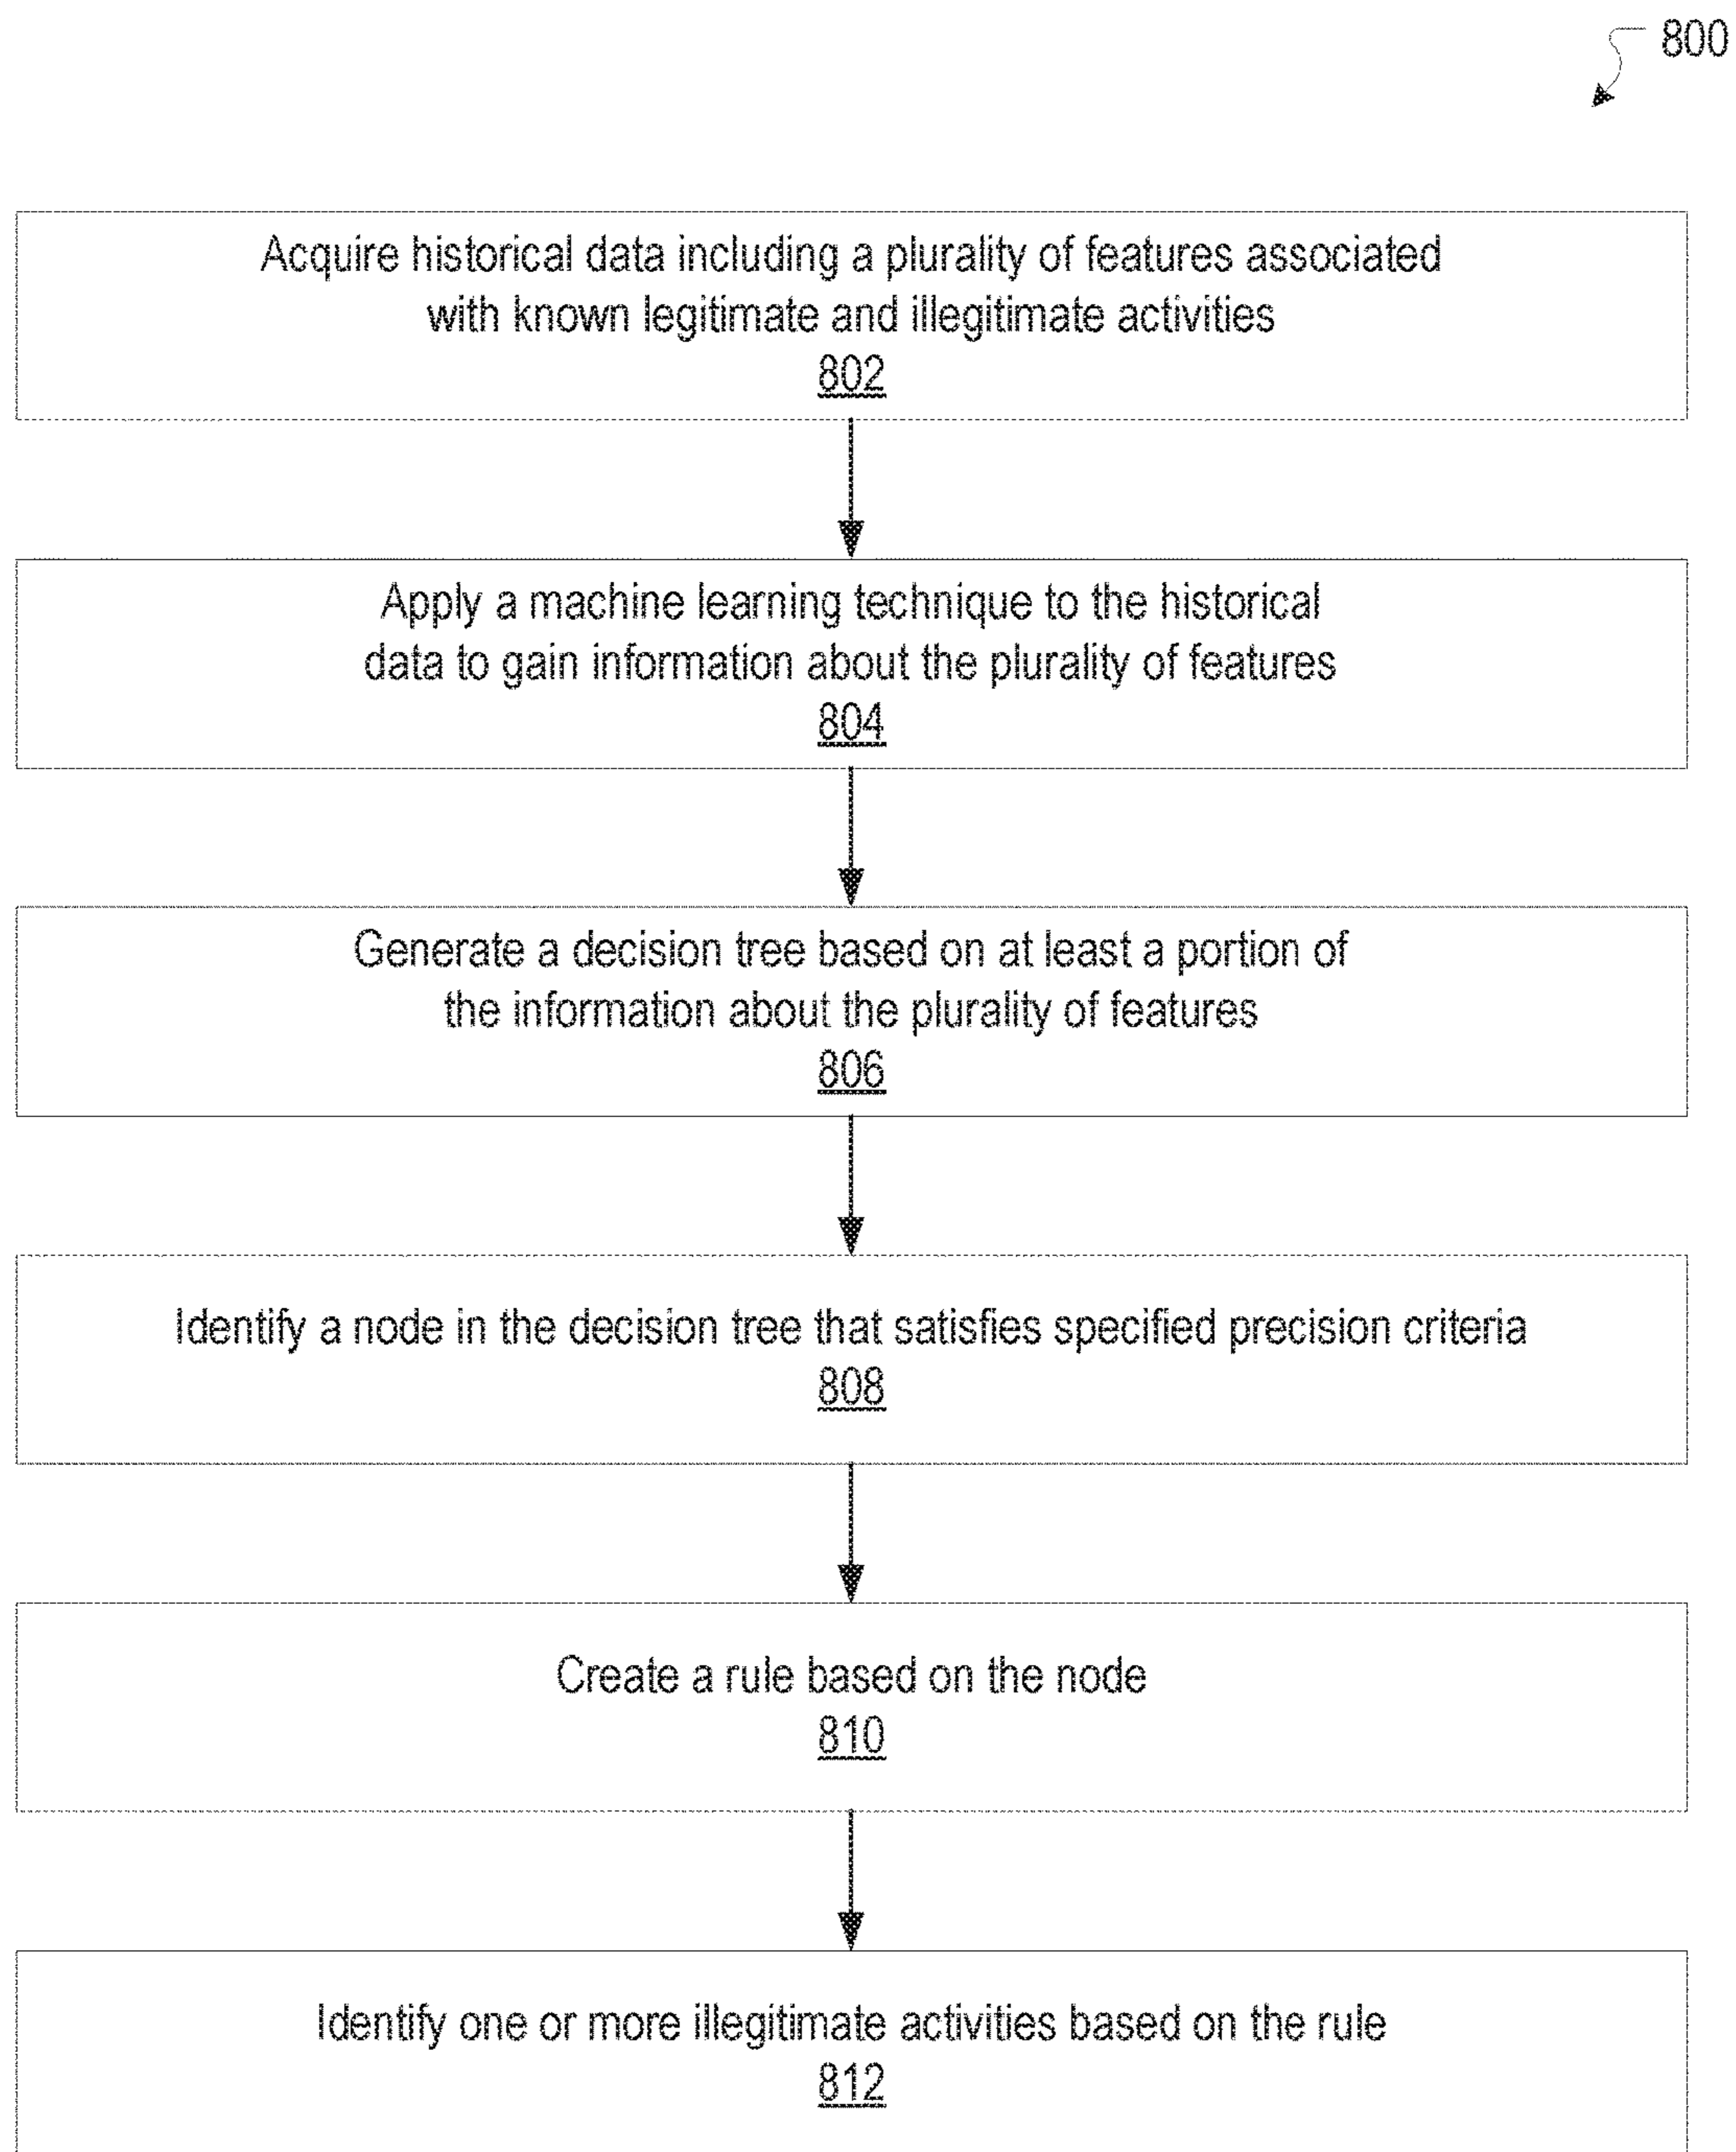 800
Acquire historical data including a plurality of features associated
with known legitimate and illegitimate activities
802
Apply a machine learning technique to the historical
data to gain information about the plurality of features
804
Generate a decision tree based on at least a portion of
the information about the plurality of features
806
Identify a node in the decision tree that satisfies specified precision criteria
808
Create a rule based on the node
810
Identify one or more illegitimate activities based on the rule
812